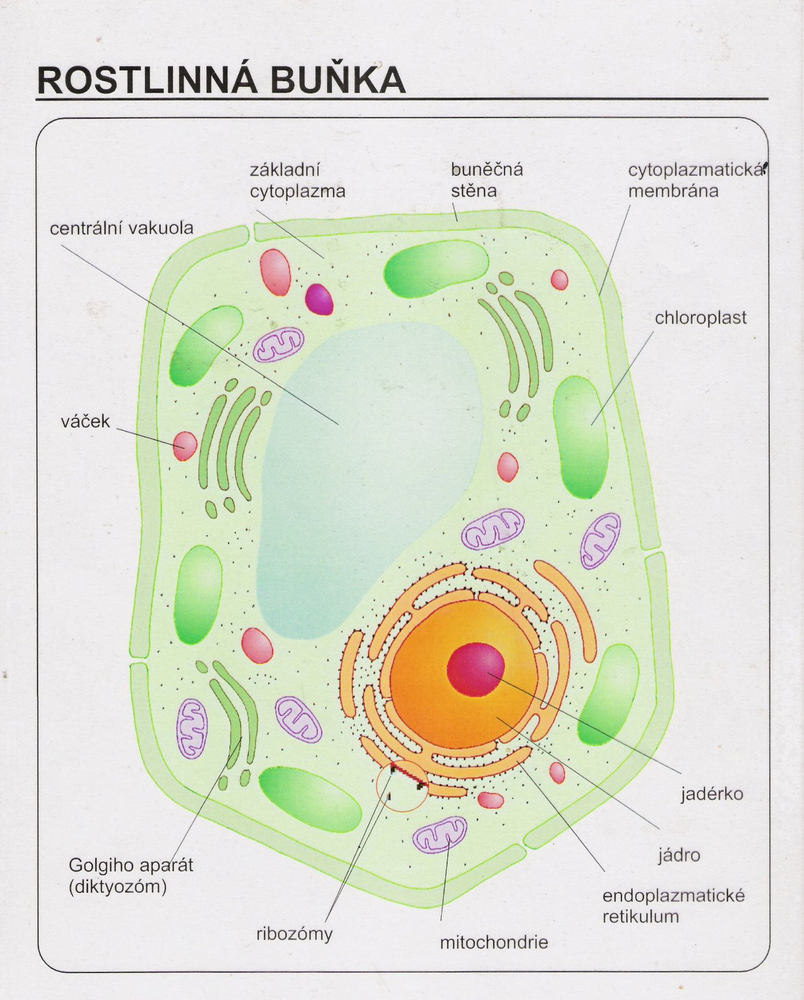 ROSTLINNÁ BUŇKA
základní
cytoplazma
buněčná
stěna
cytoplazmatická
membrána
centrální vakuola
chloroplast
váček
jadérko
jádro
Golgiho aparát
(diktyozóm)
endoplazmatické
retikulum
ribozómy
mitochondrie